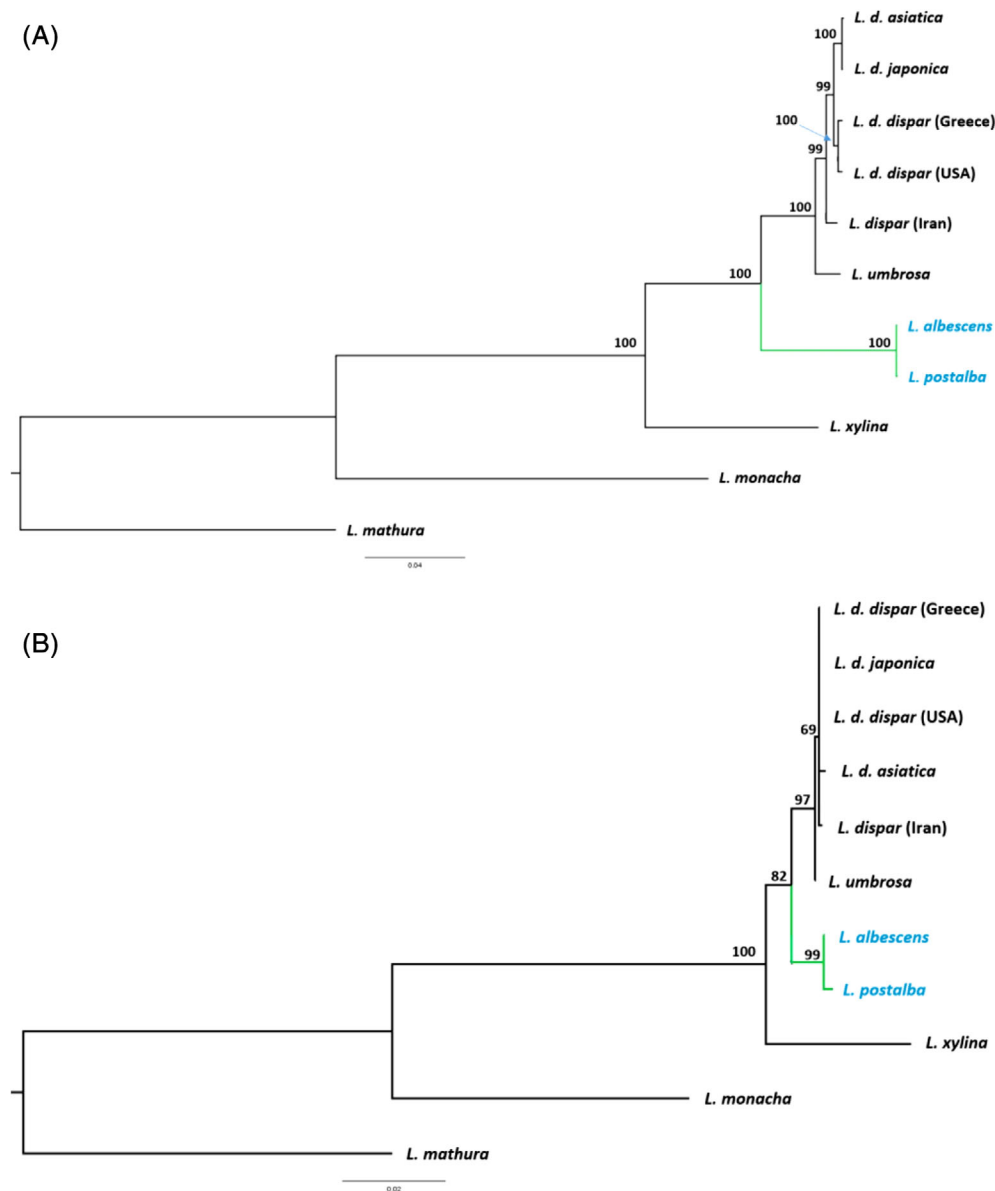 (A)
L. d. asiatica
100
L. d. japonica
99
100
L. d. dispar (Greece)
99
L. d. dispar (USA)
100
L. dispar (Iran)
100
L. umbrosa
L. albescens
100
100
L. postalba
L. xylina
L. monacha
L. mathura
0.04
(B)
L. d. dispar (Greece)
L. d. japonica
L. d. dispar (USA)
69
L. d. asiatica
97
L. dispar (Iran)
82
L. umbrosa
L. albescens
100
99
L. postalba
L. xylina
L. monacha
L. mathura
0.02